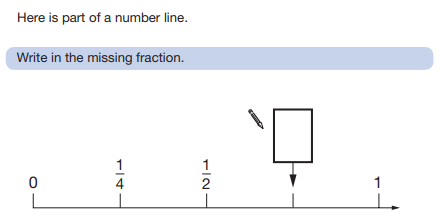 Here is part of a number line.
Write in the missing fraction.
0 1/4 1/2 1